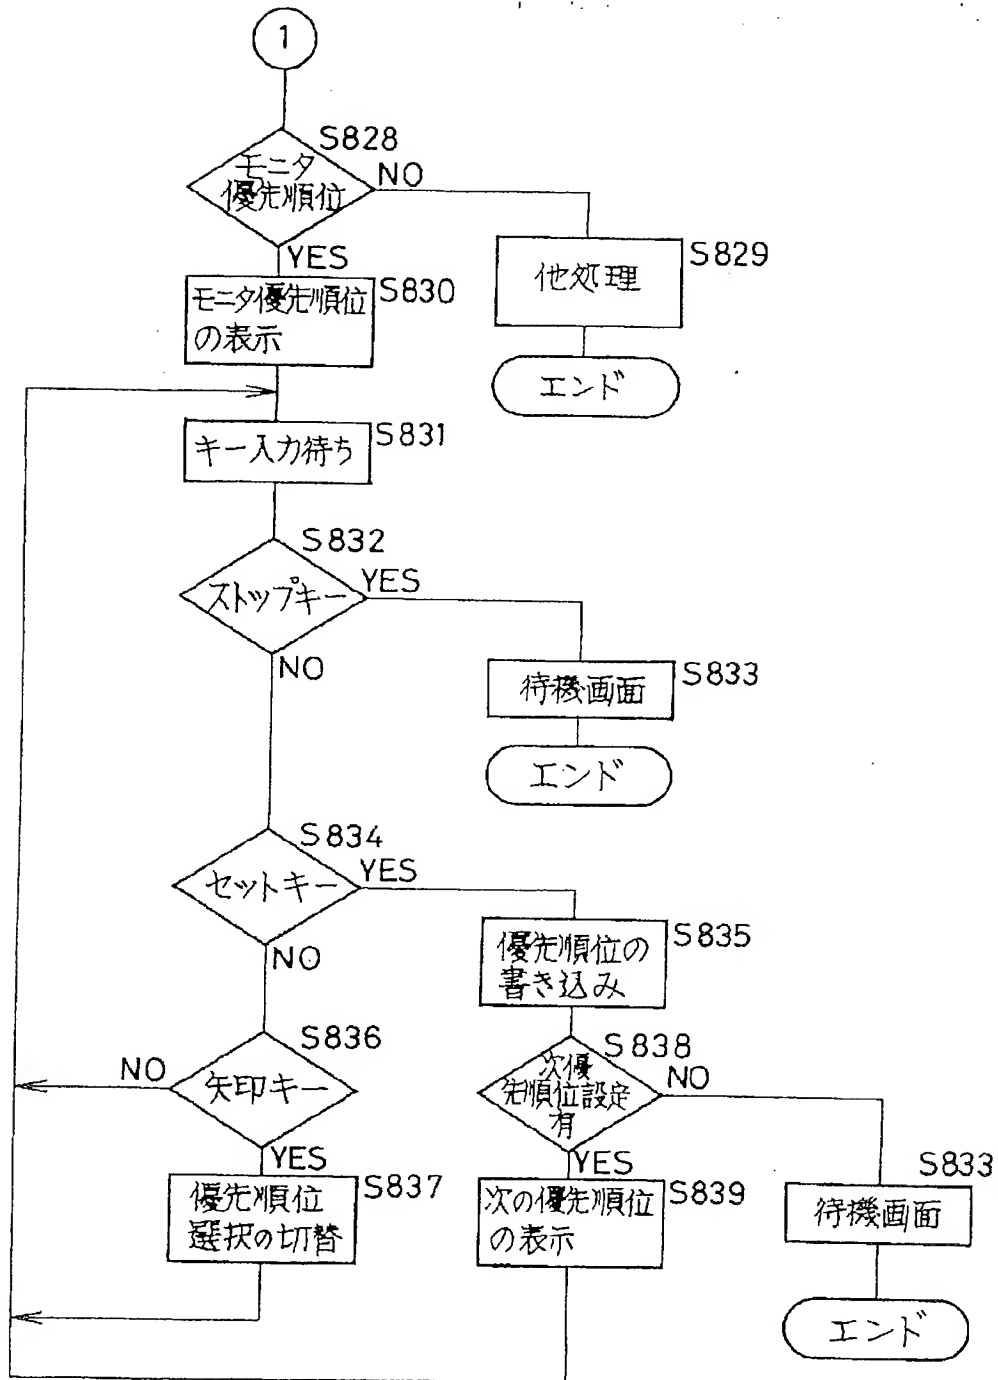 1
S828
モニタ
優先順位
NO
YES
S829
他処理
S830
モニタ優先順位
の表示
エンド
S831
キー入力待ち
S832
ストップキー
YES
NO
S833
待機画面
エンド
S834
セットキー
YES
NO
S835
優先順位の
書き込み
S836
矢印キー
NO
YES
S838
次優
先順位設定
有
NO
YES
S837
優先順位
選択の切替
S839
次の優先順位
の表示
S833
待機画面
エンド